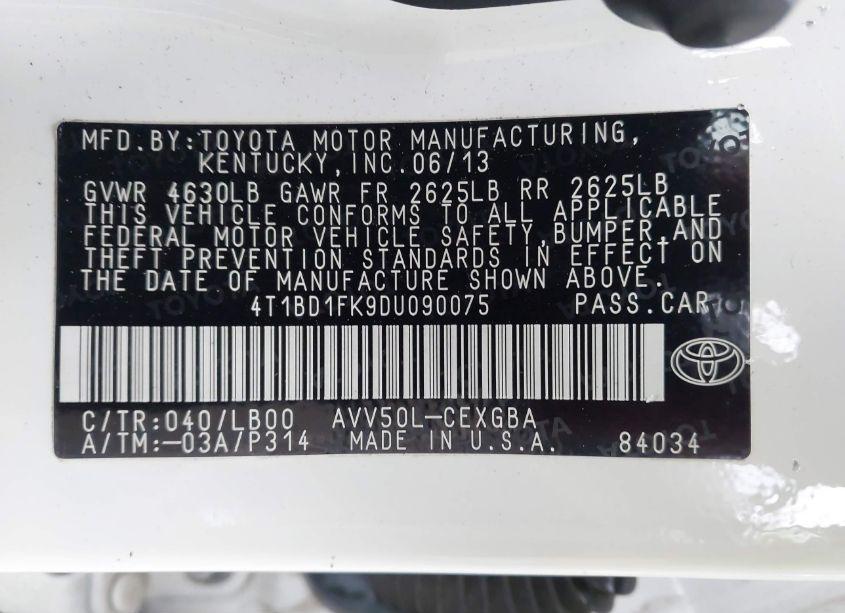 MFD.BY:TOYOTA MOTOR MANUFACTURING,
KENTUCKY,INC.06/13
GVWR 4630LB GAWR FR 2625LB RR 2625LB
THIS VEHICLE CONFORMS TO ALL APPLICABLE
FEDERAL MOTOR VEHICLE SAFETY,BUMPER,AND
THEFT PREVENTION STANDARDS IN EFFECT ON
THE DATE OF MANUFACTURE SHOWN ABOVE.
4T1BD1FK9DU090075 PASS.CAR
C/TR:040/LB00 AVV50L-CEXGBA
A/TM:-03A/P314 MADE IN U.S.A. 84034